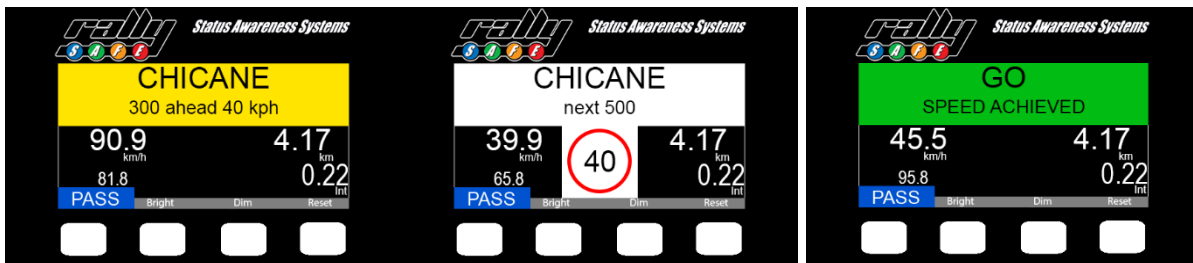 rally
Status Awareness Systems
SAFE
CHICANE
300 ahead 40 kph
90.9
km/h
4.17
km
81.8
0.22
Int
PASS Bright Dim Reset
rally
Status Awareness Systems
SAFE
CHICANE
next 500
39.9
km/h
40
4.17
km
65.8
0.22
Int
PASS Bright Dim Reset
rally
Status Awareness Systems
SAFE
GO
SPEED ACHIEVED
45.5
km/h
4.17
km
95.8
0.22
Int
PASS Bright Dim Reset